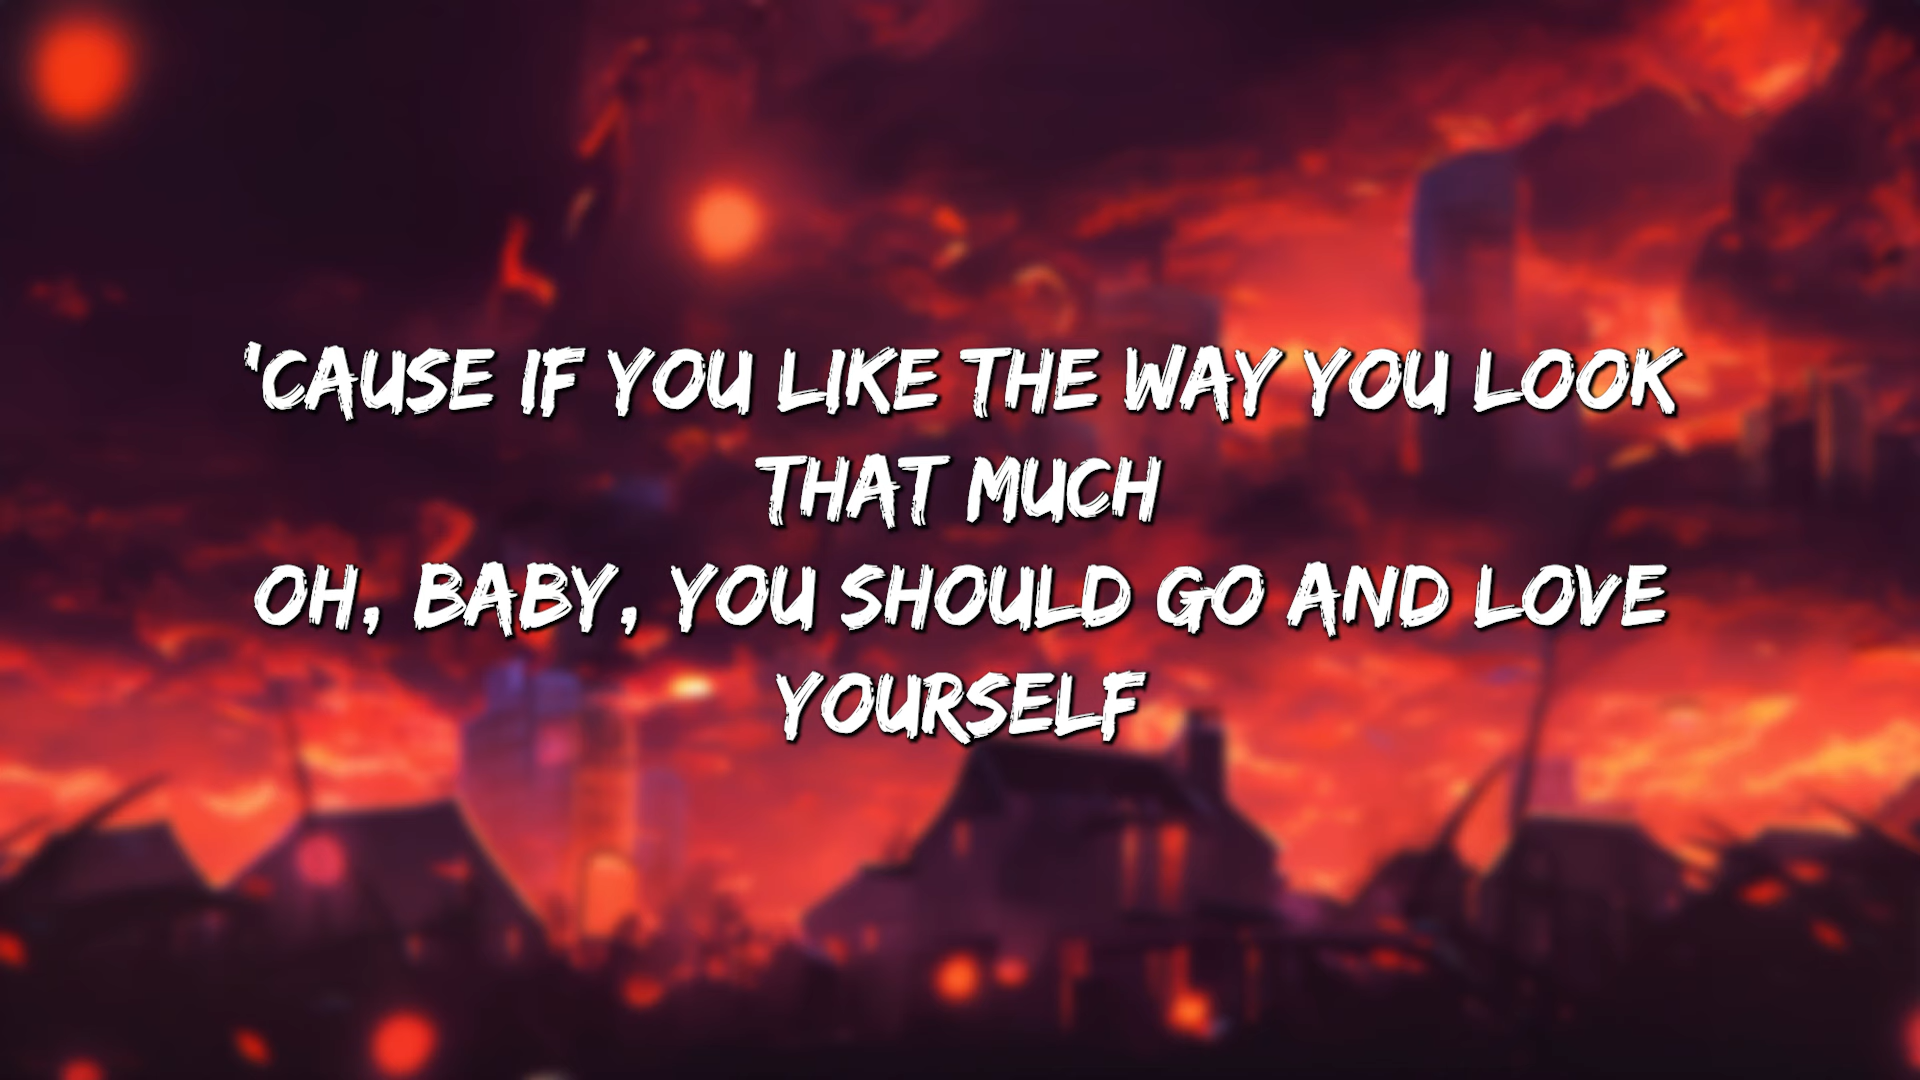 'CAUSE IF YOU LIKE THE WAY YOU LOOK
THAT MUCH
OH, BABY, YOU SHOULD GO AND LOVE
YOURSELF